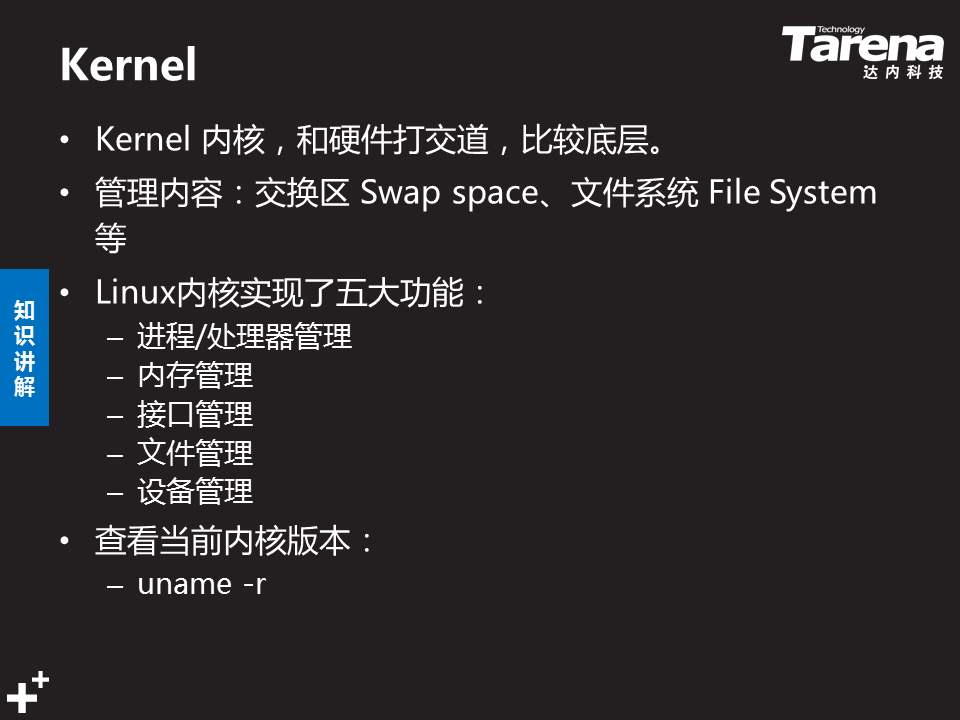 Kernel
Technology
Tarena
达内科技
• Kernel 内核，和硬件打交道，比较底层。
• 管理内容：交换区 Swap space、文件系统 File System
等
• Linux内核实现了五大功能：
– 进程/处理器管理
– 内存管理
– 接口管理
– 文件管理
– 设备管理
• 查看当前内核版本：
– uname -r
知
识
讲
解